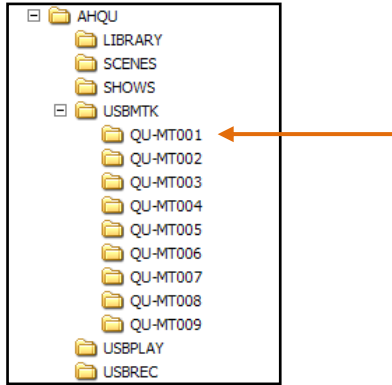 AHQU
LIBRARY
SCENES
SHOWS
USBMTK
QU-MT001
QU-MT002
QU-MT003
QU-MT004
QU-MT005
QU-MT006
QU-MT007
QU-MT008
QU-MT009
USBPLAY
USBREC